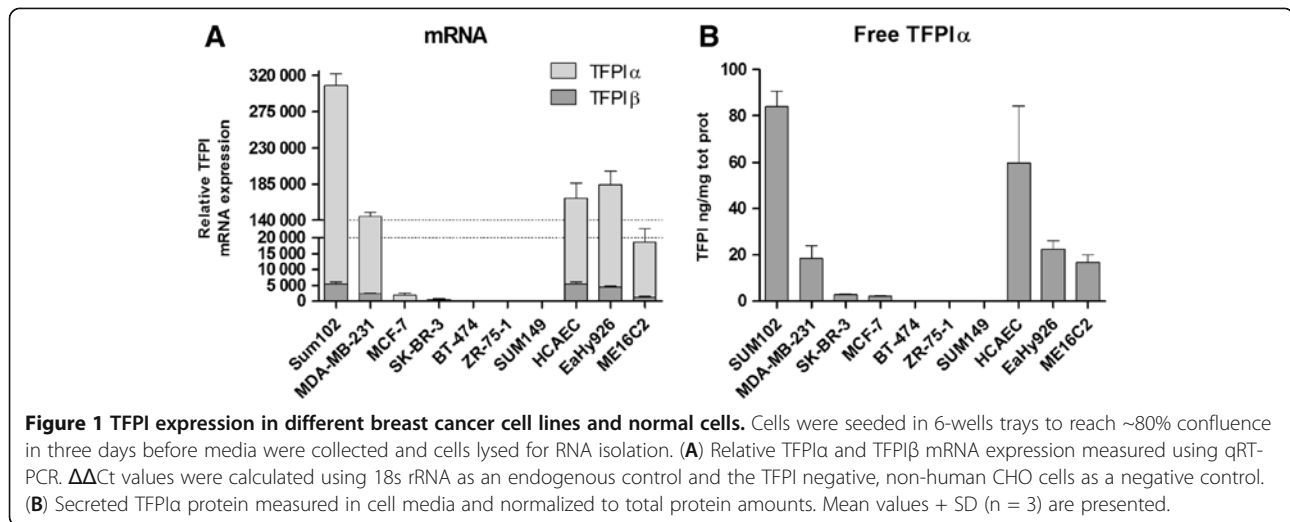 A
mRNA
Relative TFPI
mRNA expression
320 000
275 000
230 000
185 000
140 000
20 000
15 000
10 000
5 000
0
TFPIα
TFPIβ
Sum102
MDA-MB-231
MCF-7
SK-BR-3
BT-474
ZR-75-1
SUM149
HCAEC
EaHy926
ME16C2
B
Free TFPIα
TFPI ng/mg tot prot
100
80
60
40
20
0
SUM102
MDA-MB-231
SK-BR-3
MCF-7
BT-474
ZR-75-1
SUM149
HCAEC
EaHy926
ME16C2
Figure 1 TFPI expression in different breast cancer cell lines and normal cells. Cells were seeded in 6-wells trays to reach ~80% confluence
in three days before media were collected and cells lysed for RNA isolation. (A) Relative TFPIα and TFPIβ mRNA expression measured using qRT-
PCR. ΔΔCt values were calculated using 18s rRNA as an endogenous control and the TFPI negative, non-human CHO cells as a negative control.
(B) Secreted TFPIα protein measured in cell media and normalized to total protein amounts. Mean values + SD (n = 3) are presented.